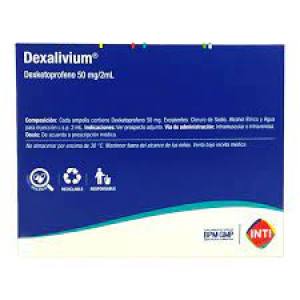 Dexalivium®
Dexketoprofeno 50 mg/2mL
Composición: Cada ampolla contiene Dexketoprofeno 50 mg. Excipientes: Cloruro de Sodio, Alcohol Etílico y Agua
para inyección c.s.p. 2 mL. Indicaciones: Ver prospecto adjunto. Vía de administración: Intramuscular o Intravenosa.
Dosis: De acuerdo a prescripción médica.
No almacenar por encima de 30 °C. Mantener fuera del alcance de los niños. Venta bajo receta médica.
RECICLABLE
RESPONSABLE
BPM GMP
INTI